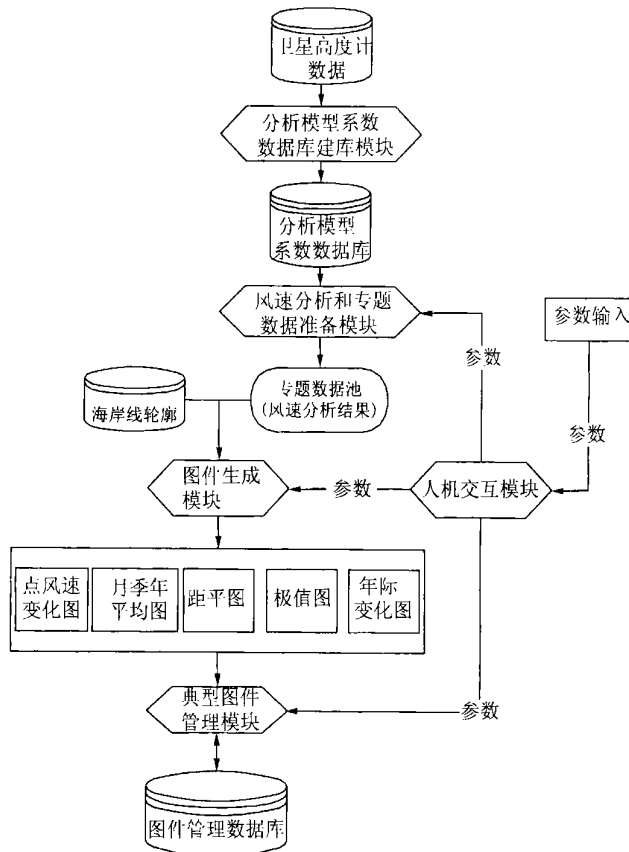 卫星高度计
数据
分析模型系数
数据库建库模块
分析模型
系数数据库
风速分析和专题
数据准备模块
参数输入
参数
专题数据池
(风速分析结果)
海岸线轮廓
参数
图件生成
模块
参数
人机交互模块
点风速
变化图
月季年
平均图
距平图
极值图
年际
变化图
典型图件
管理模块
参数
图件管理数据库